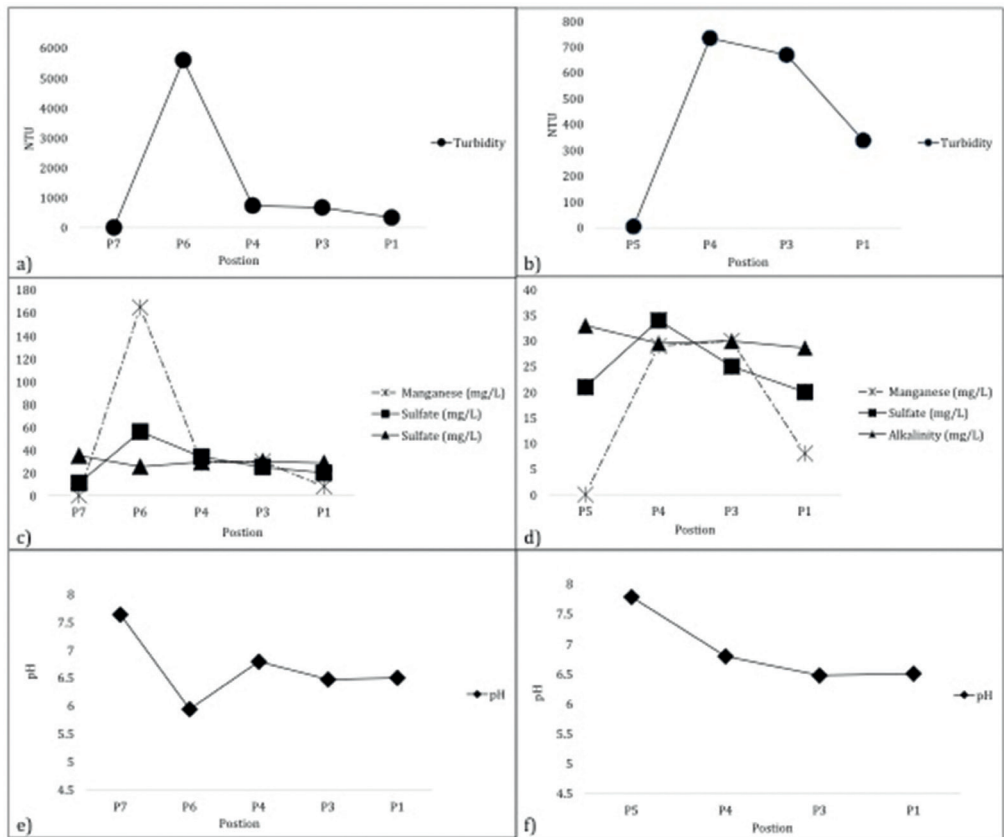 6000
5000
4000
3000
2000
1000
0
NTU
P7 P6 P4 P3 P1
Postion
Turbidity
a)
800
700
600
500
400
300
200
100
0
NTU
P5 P4 P3 P1
Postion
Turbidity
b)
180
160
140
120
100
80
60
40
20
0
P7 P6 P4 P3 P1
Postion
Manganese (mg/L)
Sulfate (mg/L)
Sulfate (mg/L)
c)
40
35
30
25
20
15
10
5
0
P5 P4 P3 P1
Postion
Manganese (mg/L)
Sulfate (mg/L)
Alkalinity (mg/L)
d)
8
7.5
7
6.5
6
5.5
5
4.5
pH
P7 P6 P4 P3 P1
Postion
pH
e)
8
7.5
7
6.5
6
5.5
5
4.5
pH
P5 P4 P3 P1
Postion
pH
f)